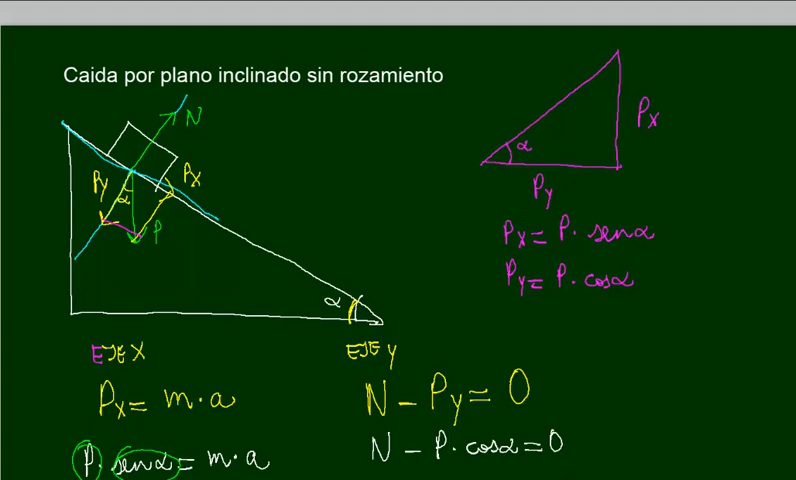 Caida por plano inclinado sin rozamiento
N
Py
α
Px
P
α
α
Px
Py
Px = P · senα
Py = P · cosα
EJE X
EJE Y
Px = m · a
N - Py = 0
P · senα = m · a
N - P · cosα = 0